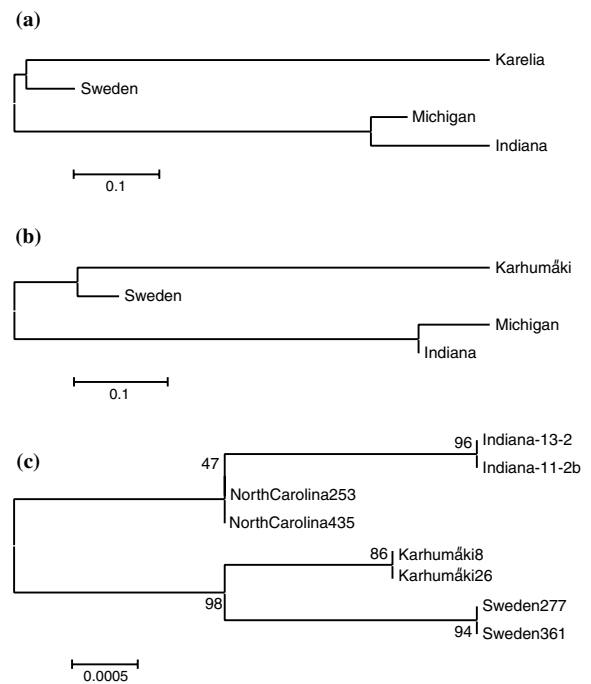 (a)
Karelia
Sweden
Michigan
Indiana
0.1
(b)
Karhumäki
Sweden
Michigan
Indiana
0.1
(c)
96
Indiana-13-2
Indiana-11-2b
47
NorthCarolina253
NorthCarolina435
86
Karhumäki8
Karhumäki26
98
Sweden277
94
Sweden361
0.0005